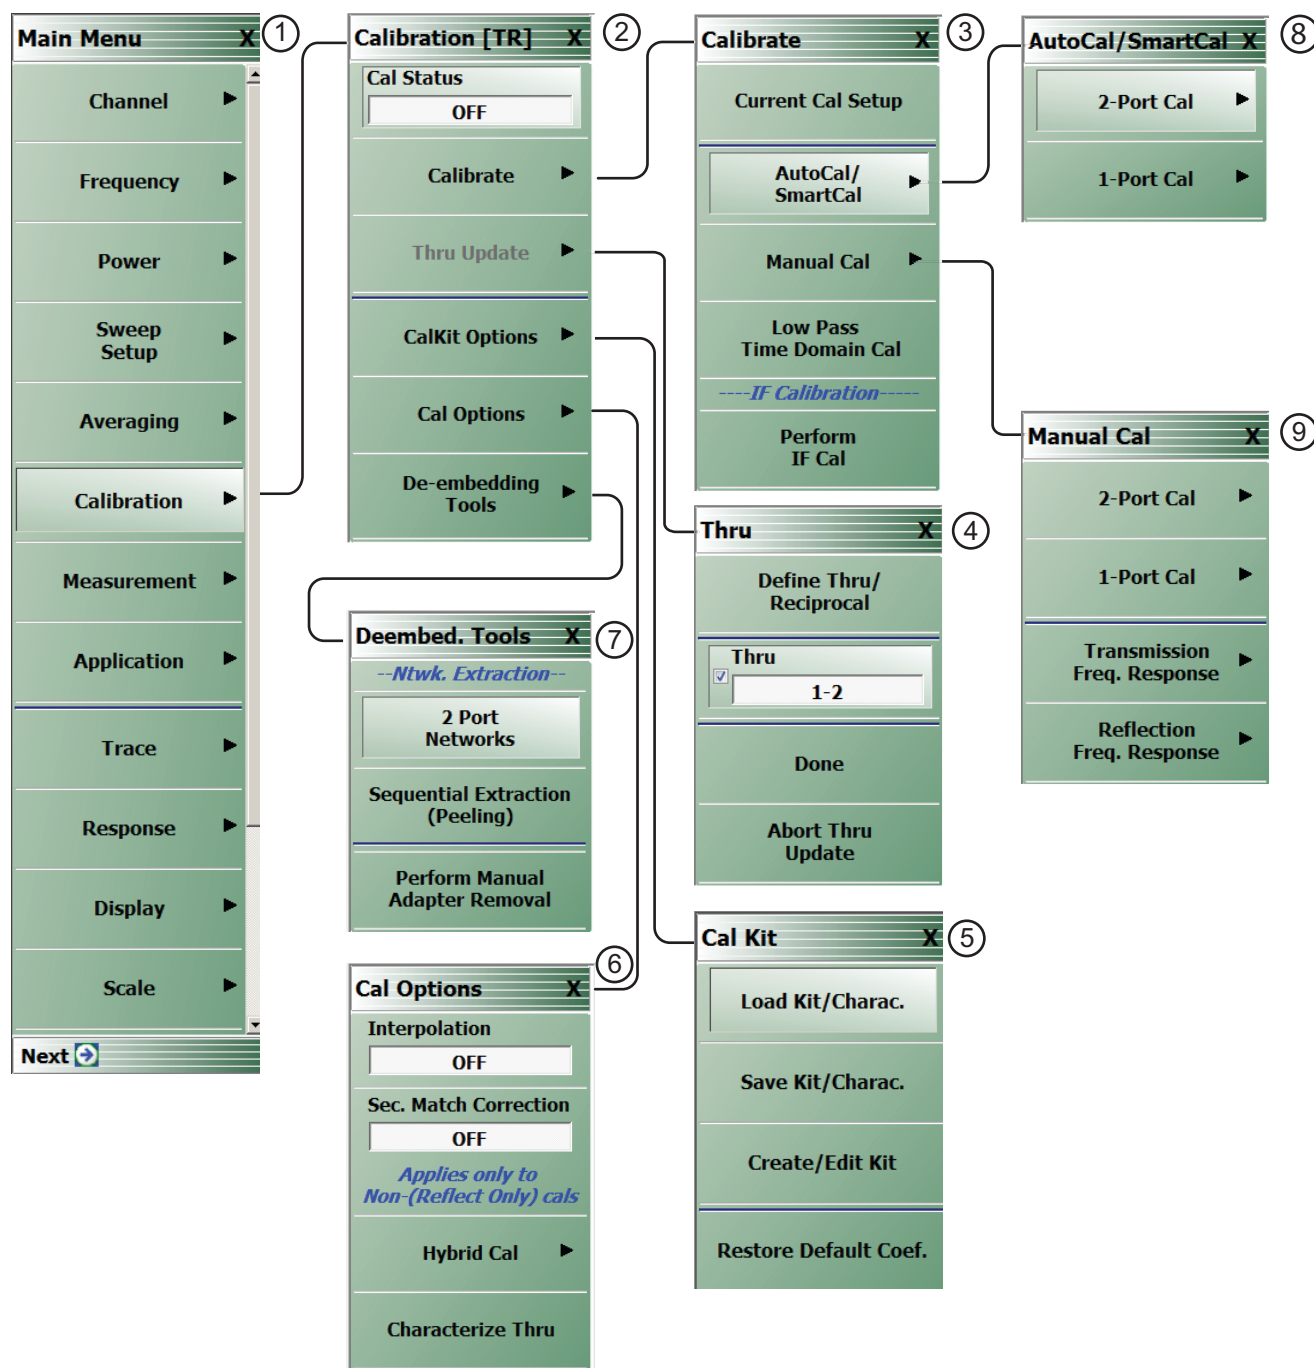 Main Menu X
1
Channel
Frequency
Power
Sweep
Setup
Averaging
Calibration
Measurement
Application
Trace
Response
Display
Scale
Next
Calibration [TR] X
2
Cal Status
OFF
Calibrate
Thru Update
CalKit Options
Cal Options
De-embedding
Tools
Calibrate X
3
Current Cal Setup
AutoCal/
SmartCal
Manual Cal
Low Pass
Time Domain Cal
----IF Calibration-----
Perform
IF Cal
Thru X
4
Define Thru/
Reciprocal
Thru
1-2
Done
Abort Thru
Update
Cal Kit X
5
Load Kit/Charac.
Save Kit/Charac.
Create/Edit Kit
Restore Default Coef.
6
Cal Options X
Interpolation
OFF
Sec. Match Correction
OFF
Applies only to
Non-(Reflect Only) cals
Hybrid Cal
Characterize Thru
Deembed. Tools X
7
--Ntwk. Extraction--
2 Port
Networks
Sequential Extraction
(Peeling)
Perform Manual
Adapter Removal
AutoCal/SmartCal X
8
2-Port Cal
1-Port Cal
Manual Cal X
9
2-Port Cal
1-Port Cal
Transmission
Freq. Response
Reflection
Freq. Response